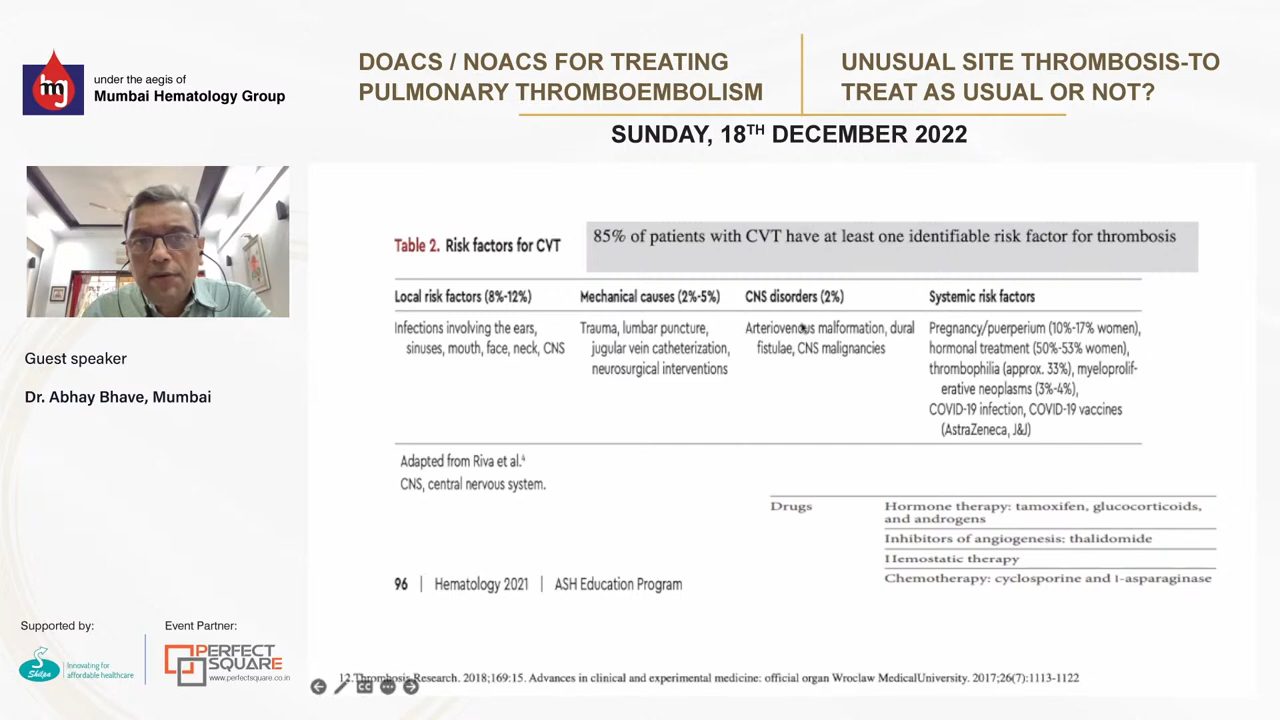 mg
under the aegis of
Mumbai Hematology Group
DOACS / NOACS FOR TREATING
PULMONARY THROMBOEMBOLISM
UNUSUAL SITE THROMBOSIS-TO
TREAT AS USUAL OR NOT?
SUNDAY, 18TH DECEMBER 2022
Guest speaker
Dr. Abhay Bhave, Mumbai
Table 2. Risk factors for CVT
85% of patients with CVT have at least one identifiable risk factor for thrombosis
Local risk factors (8%-12%)
Infections involving the ears,
sinuses, mouth, face, neck, CNS
Mechanical causes (2%-5%)
Trauma, lumbar puncture,
jugular vein catheterization,
neurosurgical interventions
CNS disorders (2%)
Arteriovenous malformation, dural
fistulae, CNS malignancies
Systemic risk factors
Pregnancy/puerperium (10%-17% women),
hormonal treatment (50%-53% women),
thrombophilia (approx. 33%), myeloprolif-
erative neoplasms (3%-4%),
COVID-19 infection, COVID-19 vaccines
(AstraZeneca, J&J)
Adapted from Riva et al.4
CNS, central nervous system.
Drugs
Hormone therapy: tamoxifen, glucocorticoids,
and androgens
Inhibitors of angiogenesis: thalidomide
Hemostatic therapy
Chemotherapy: cyclosporine and l-asparaginase
96 | Hematology 2021 | ASH Education Program
Supported by:
Shilpa
Innovating for
affordable healthcare
Event Partner:
PERFECT
SQUARE
www.perfectsquare.co.in
12.Thrombosis Research. 2018;169:15. Advances in clinical and experimental medicine: official organ Wroclaw MedicalUniversity. 2017;26(7):1113-1122
CC